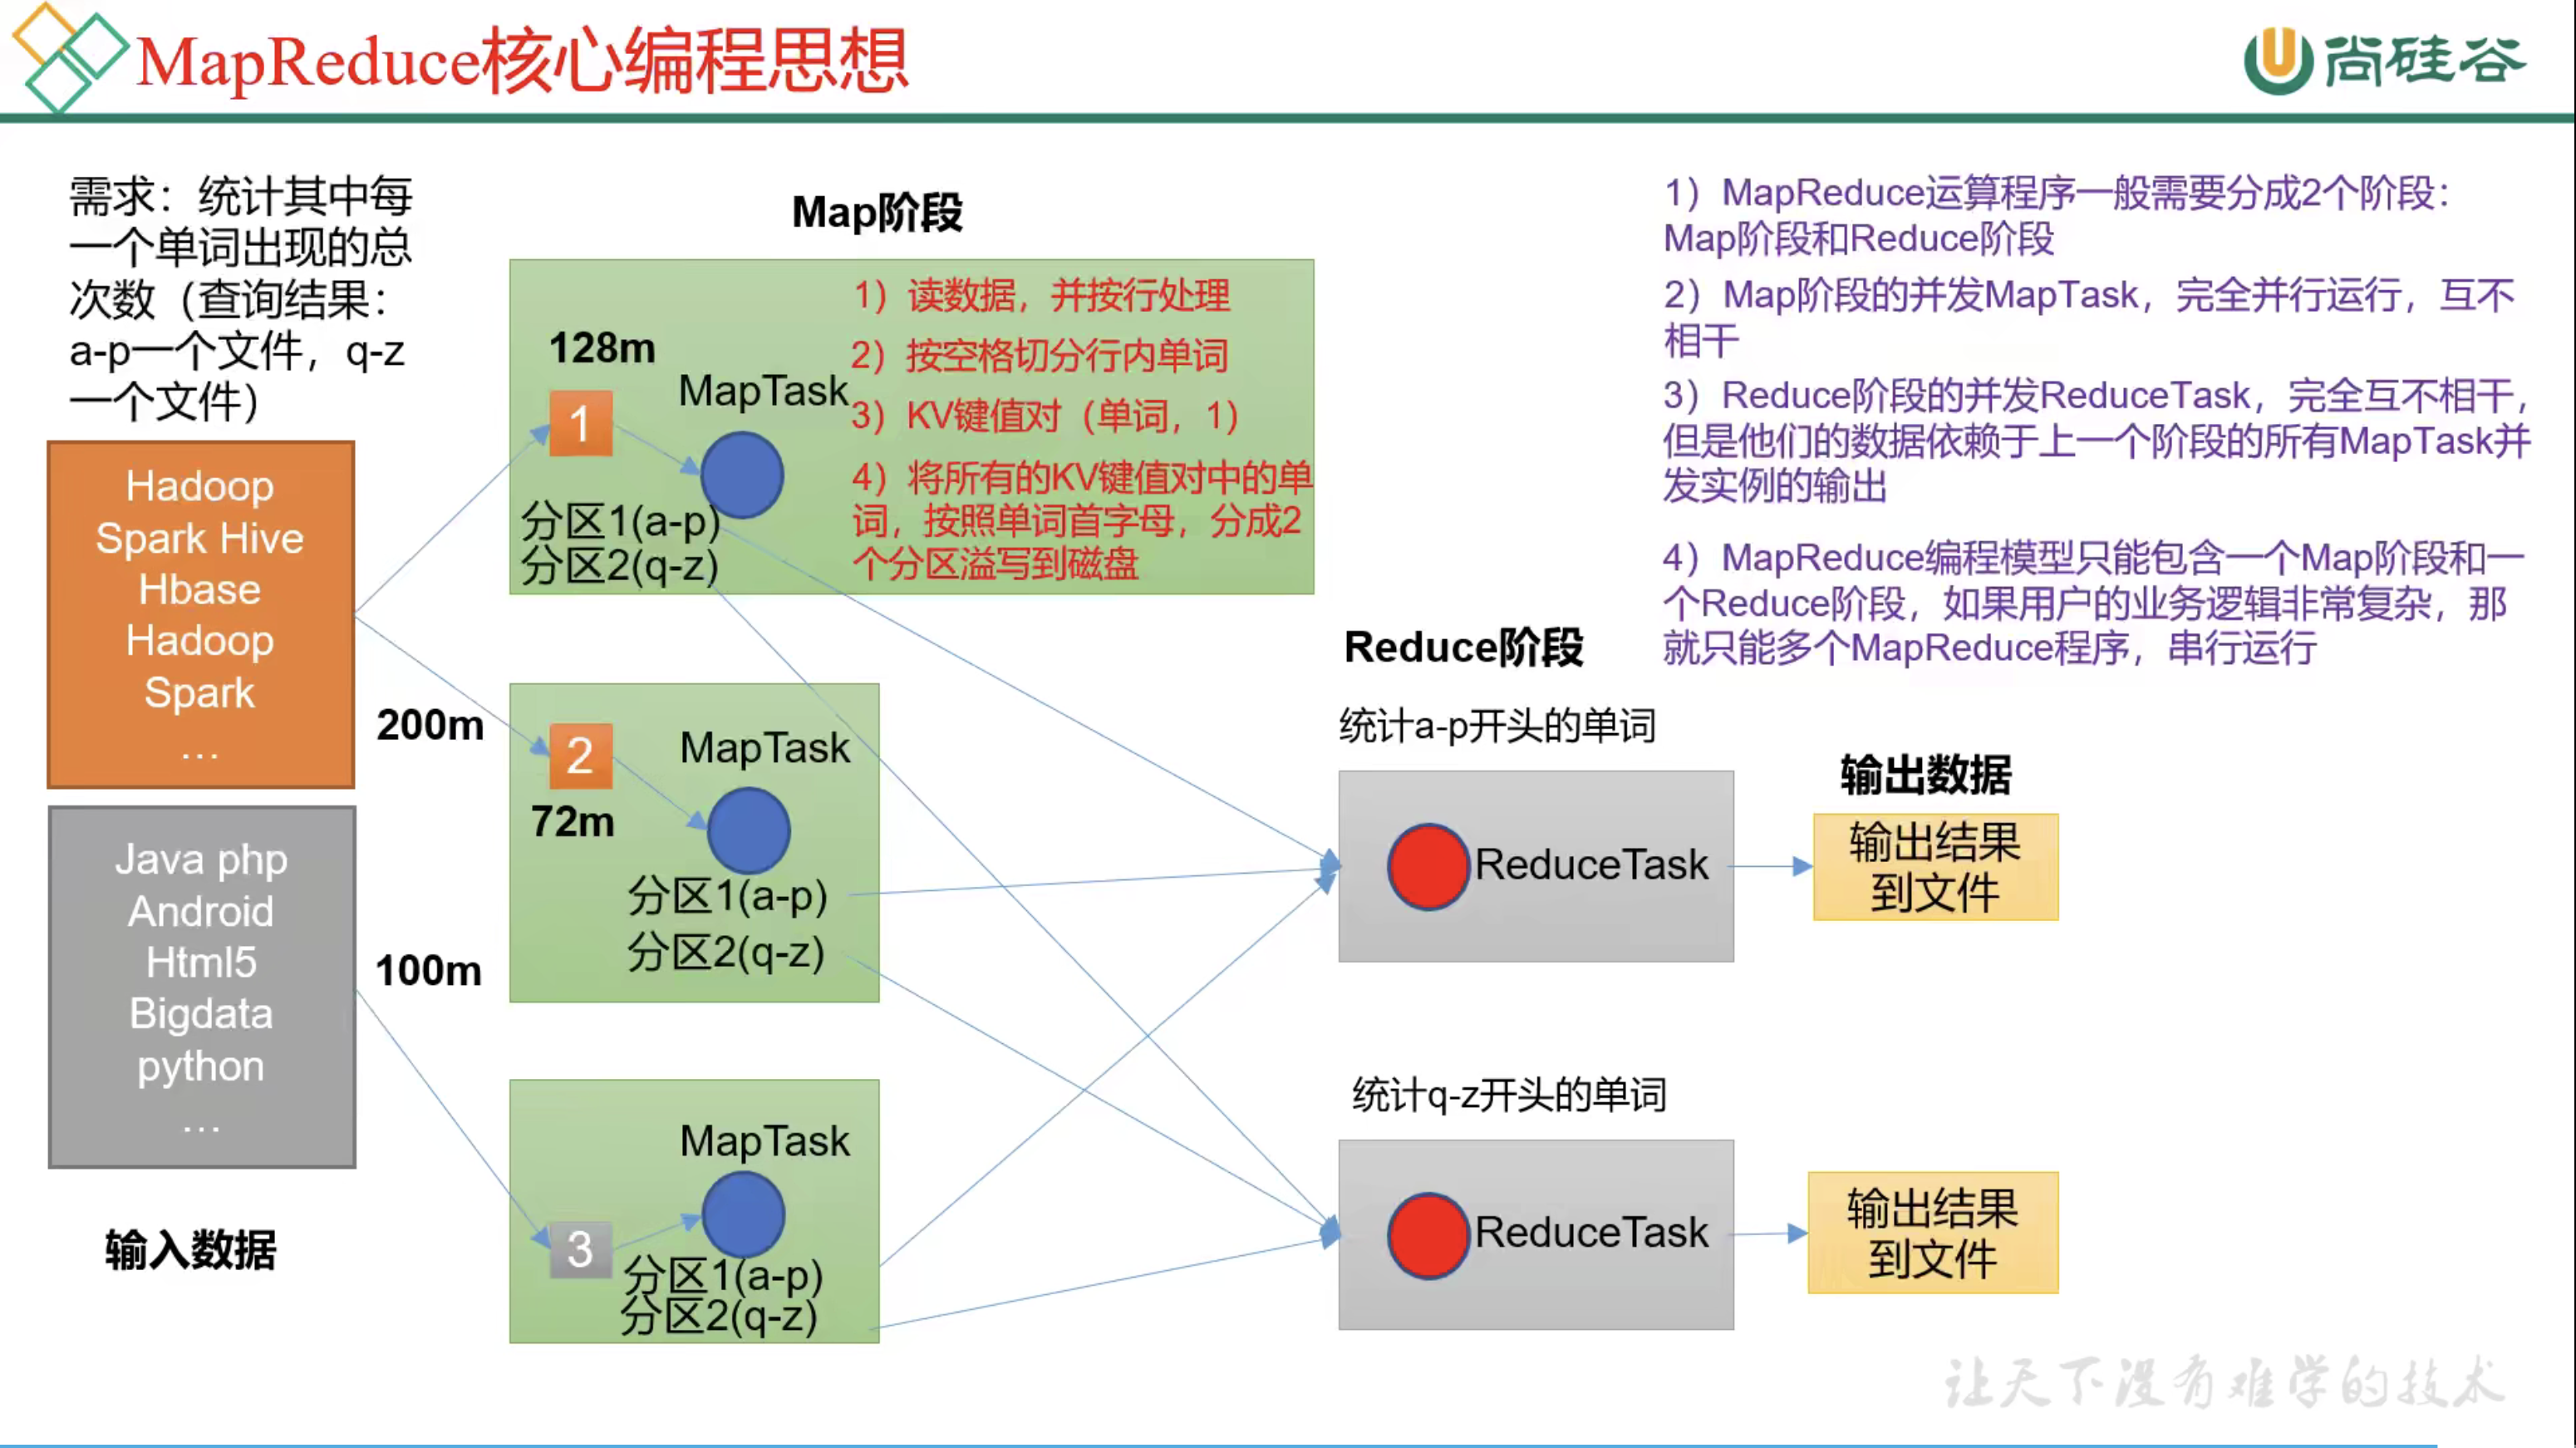 MapReduce核心编程思想
尚硅谷
需求：统计其中每
一个单词出现的总
次数（查询结果：
a-p一个文件，q-z
一个文件）
Hadoop
Spark Hive
Hbase
Hadoop
Spark
…
200m
Java php
Android
Html5
Bigdata
python
…
100m
输入数据
Map阶段
128m
1
MapTask
分区1(a-p)
分区2(q-z)
1）读数据，并按行处理
2）按空格切分行内单词
3）KV键值对（单词，1）
4）将所有的KV键值对中的单
词，按照单词首字母，分成2
个分区溢写到磁盘
2
72m
MapTask
分区1(a-p)
分区2(q-z)
3
MapTask
分区1(a-p)
分区2(q-z)
Reduce阶段
统计a-p开头的单词
ReduceTask
统计q-z开头的单词
ReduceTask
输出数据
输出结果
到文件
输出结果
到文件
1）MapReduce运算程序一般需要分成2个阶段：
Map阶段和Reduce阶段
2）Map阶段的并发MapTask，完全并行运行，互不
相干
3）Reduce阶段的并发ReduceTask，完全互不相干，
但是他们的数据依赖于上一个阶段的所有MapTask并
发实例的输出
4）MapReduce编程模型只能包含一个Map阶段和一
个Reduce阶段，如果用户的业务逻辑非常复杂，那
就只能多个MapReduce程序，串行运行
让天下没有难学的技术